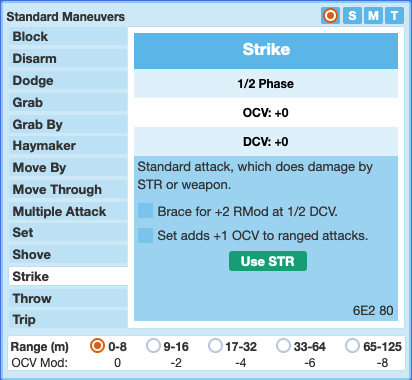 Standard Maneuvers
S M T
Block
Disarm
Dodge
Grab
Grab By
Haymaker
Move By
Move Through
Multiple Attack
Set
Shove
Strike
Throw
Trip
Strike
1/2 Phase
OCV: +0
DCV: +0
Standard attack, which does damage by
STR or weapon.
Brace for +2 RMod at 1/2 DCV.
Set adds +1 OCV to ranged attacks.
Use STR
6E2 80
Range (m) 0-8 9-16 17-32 33-64 65-125
OCV Mod: 0 -2 -4 -6 -8